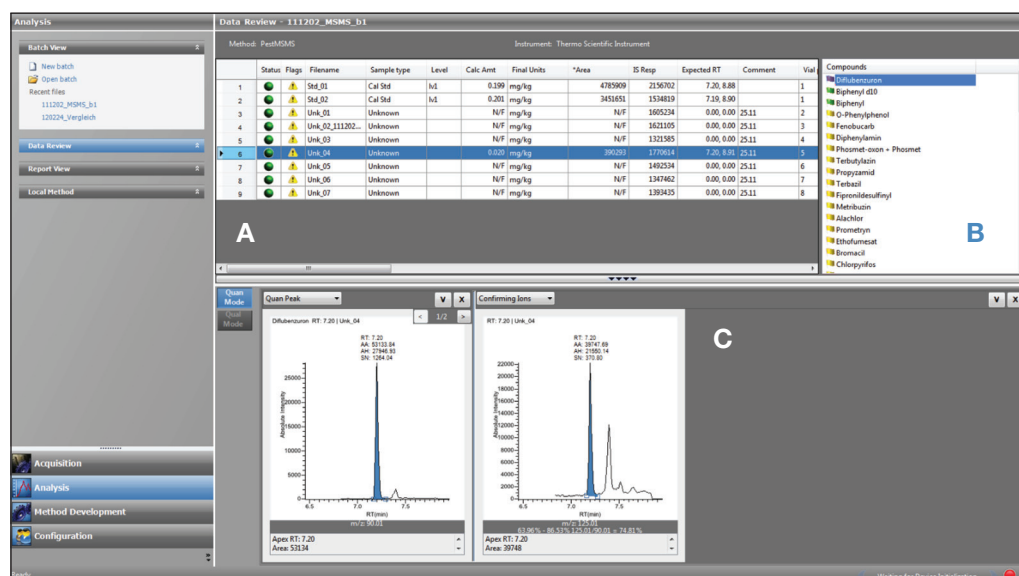 Analysis
Data Review - 111202_MSMS_b1
Batch View
New batch
Open batch
Recent files
111202_MSMS_b1
120224_Vergleich
Data Review
Report View
Local Method
Acquisition
Analysis
Method Development
Configuration
Ready
Method: PestMSMS
Instrument: Thermo Scientific Instrument
Status Flags Filename Sample type Level Calc Amt Final Units *Area IS Resp Expected RT Comment Vial
1 Std_01 Cal Std lv1 0.199 mg/kg 4785909 2156702 7.20, 8.88 1
2 Std_02 Cal Std lv1 0.201 mg/kg 3451651 1534819 7.19, 8.90 1
3 Unk_01 Unknown N/F mg/kg N/F 1605234 0.00, 0.00 25.11 2
4 Unk_02_111202... Unknown N/F mg/kg N/F 1621105 0.00, 0.00 25.11 3
5 Unk_03 Unknown N/F mg/kg N/F 1321585 0.00, 0.00 25.11 4
6 Unk_04 Unknown 0.020 mg/kg 390293 1770614 7.20, 8.91 25.11 5
7 Unk_05 Unknown N/F mg/kg N/F 1492534 0.00, 0.00 25.11 7
8 Unk_06 Unknown N/F mg/kg N/F 1347462 0.00, 0.00 25.11 7
9 Unk_07 Unknown N/F mg/kg N/F 1393435 0.00, 0.00 25.11 8
A
Compounds
Diflubenzuron
Biphenyl d10
Biphenyl
O-Phenylphenol
Fenobucarb
Diphenylamin
Phosmet-oxon + Phosmet
Terbutylazin
Propyzamid
Terbazil
Fipronildesulfinyl
Metribuzin
Alachlor
Prometryn
Ethofumesat
Bromacil
Chlorpyrifos
B
Quan Mode
Qual Mode
Quan Peak
V X
Diflubenzuron RT: 7.20 | Unk_04
< 1/2 >
RT: 7.20
AA: 53133.84
AH: 27946.93
SN: 1264.04
Absolute Intensity
25000
20000
15000
10000
5000
0
6.5 7.0 7.5
RT(min)
m/z: 90.01
Apex RT: 7.20
Area: 53134
Confirming Ions
V X
RT: 7.20 | Unk_04
RT: 7.20
AA: 39747.69
AH: 21550.14
SN: 370.80
Absolute Intensity
22000
20000
18000
16000
14000
12000
10000
8000
6000
4000
2000
0
6.5 7.0 7.5
RT(min)
m/z: 125.01
63.96% - 86.53% 125.01/90.01 = 74.81%
Apex RT: 7.20
Area: 39748
C
Waiting for Device Initialization